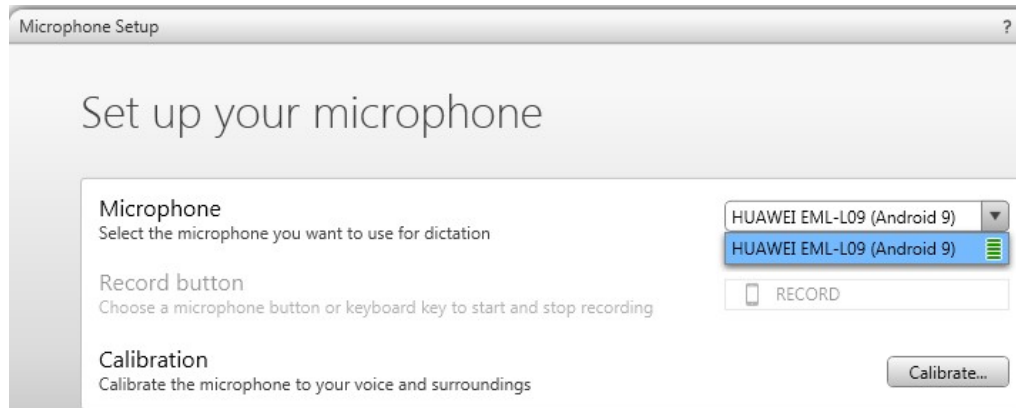 Microphone Setup
?
Set up your microphone
Microphone
Select the microphone you want to use for dictation
HUAWEI EML-L09 (Android 9)
HUAWEI EML-L09 (Android 9)
Record button
Choose a microphone button or keyboard key to start and stop recording
RECORD
Calibration
Calibrate the microphone to your voice and surroundings
Calibrate...